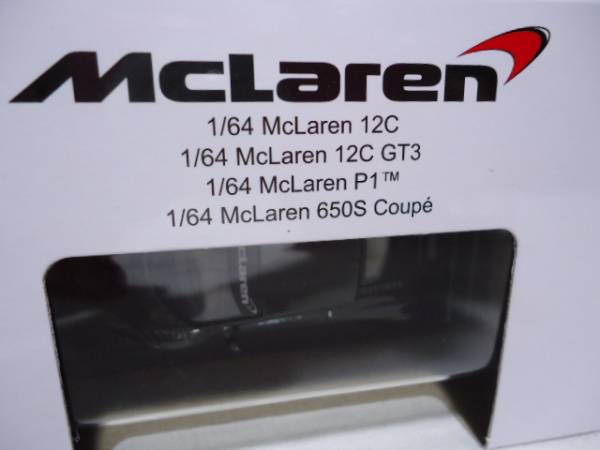 McLaren
1/64 McLaren 12C
1/64 McLaren 12C GT3
1/64 McLaren P1™
1/64 McLaren 650S Coupé
McLaren